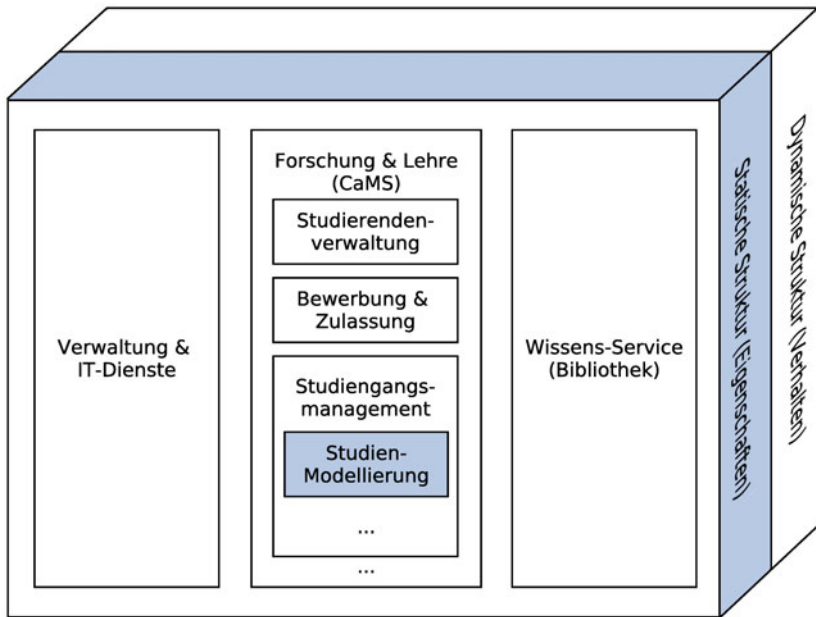 Verwaltung &
IT-Dienste
Forschung & Lehre
(CaMS)
Studierenden-
verwaltung
Bewerbung &
Zulassung
Studiengangs-
management
Studien-
Modellierung
...
...
Wissens-Service
(Bibliothek)
Statische Struktur (Eigenschaften)
Dynamische Struktur (Verhalten)